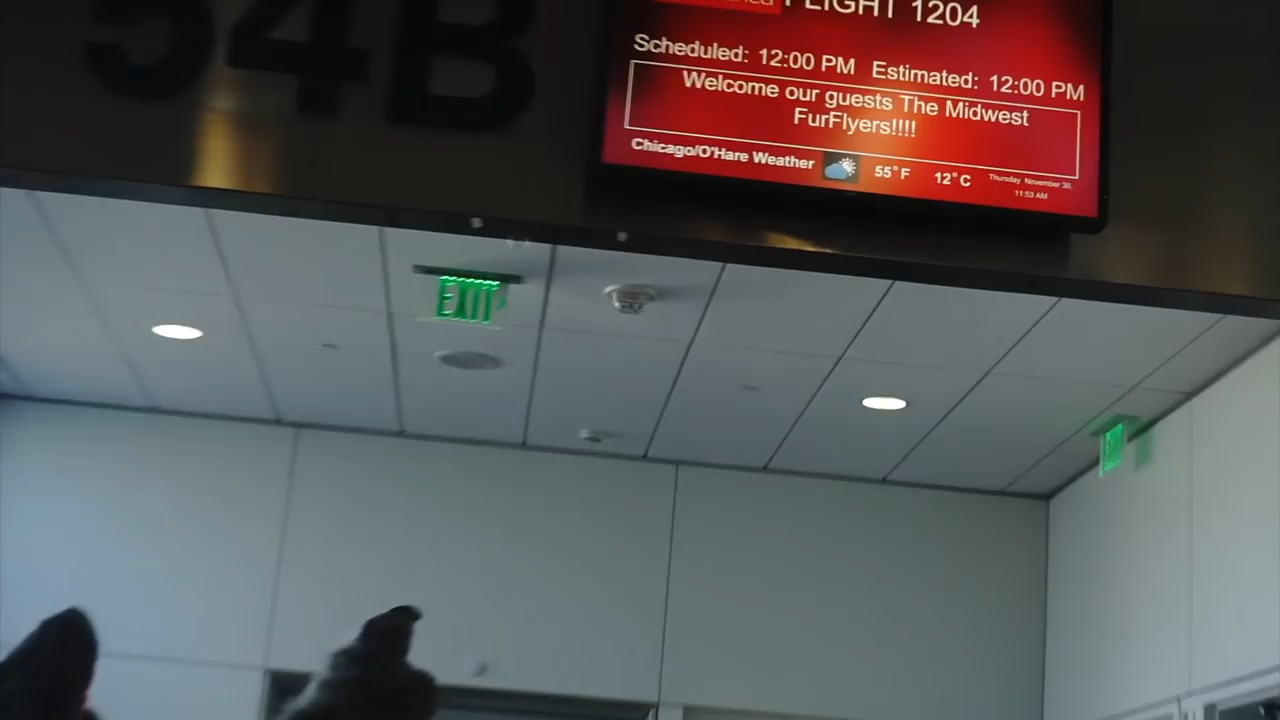 54B
FLIGHT 1204
Scheduled: 12:00 PM Estimated: 12:00 PM
Welcome our guests The Midwest
FurFlyers!!!!
Chicago/O'Hare Weather 55°F 12°C Thursday November 30,
11:53 AM
EXIT